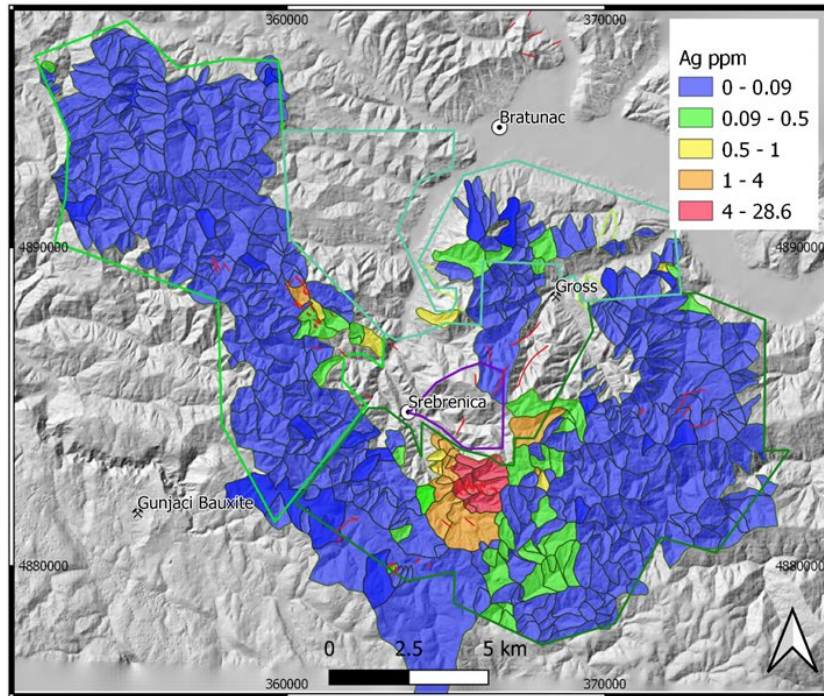 360000 370000
Ag ppm
0 - 0.09
0.09 - 0.5
0.5 - 1
1 - 4
4 - 28.6
Bratunac
4890000 4890000
Gross
Srebrenica
Gunjaci Bauxite
4880000 4880000
0 2.5 5 km
360000 370000